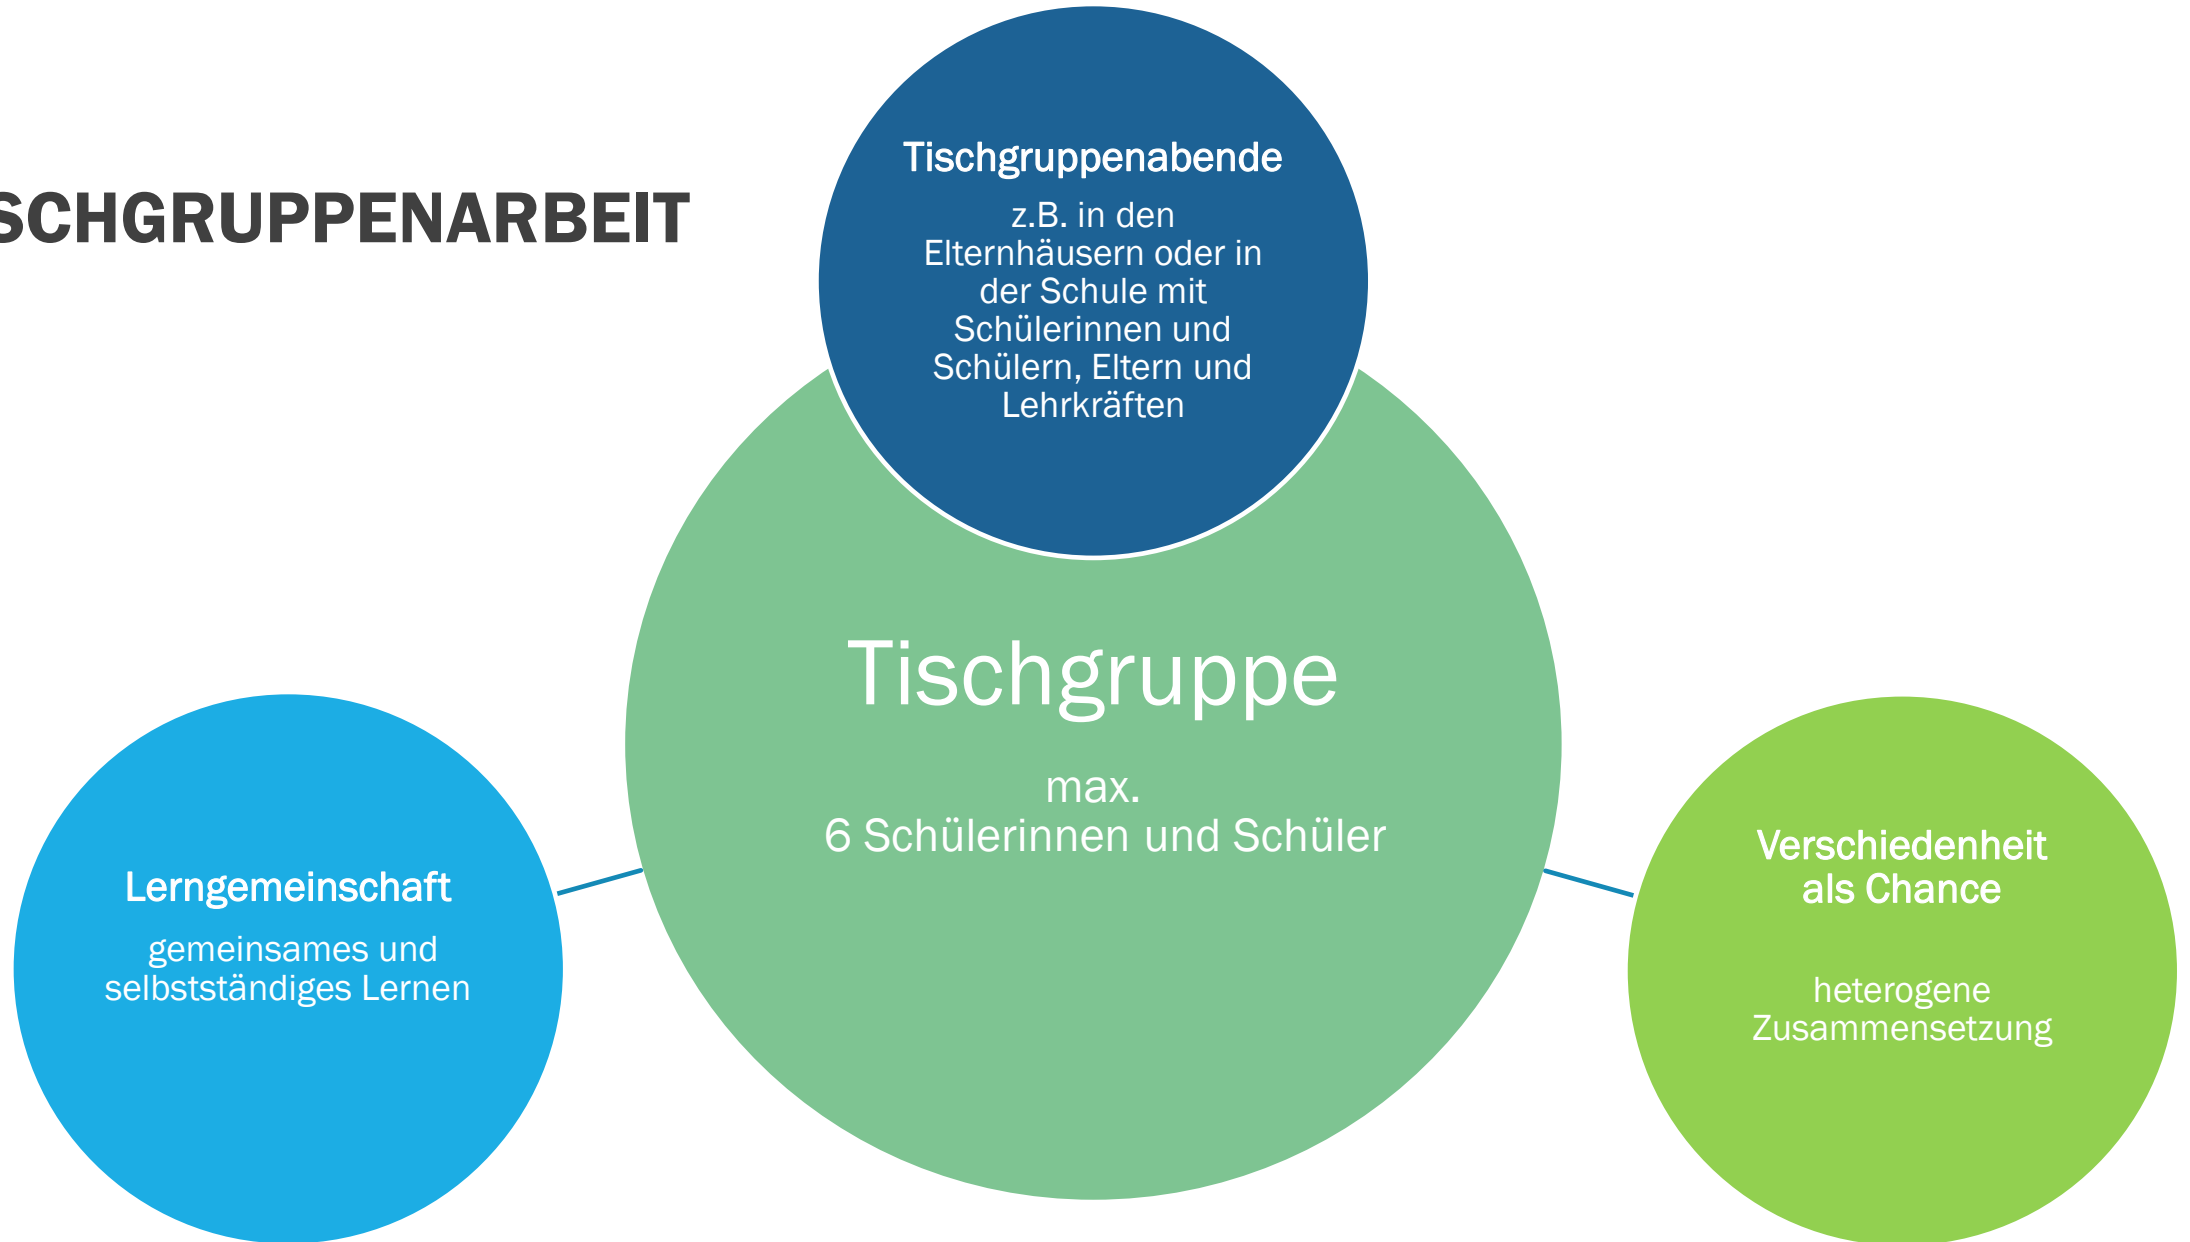 SCHGRUPPENARBEIT
Tischgruppenabende
z.B. in den
Elternhäusern oder in
der Schule mit
Schülerinnen und
Schülern, Eltern und
Lehrkräften
Tischgruppe
max.
6 Schülerinnen und Schüler
Lerngemeinschaft
gemeinsames und
selbstständiges Lernen
Verschiedenheit
als Chance
heterogene
Zusammensetzung